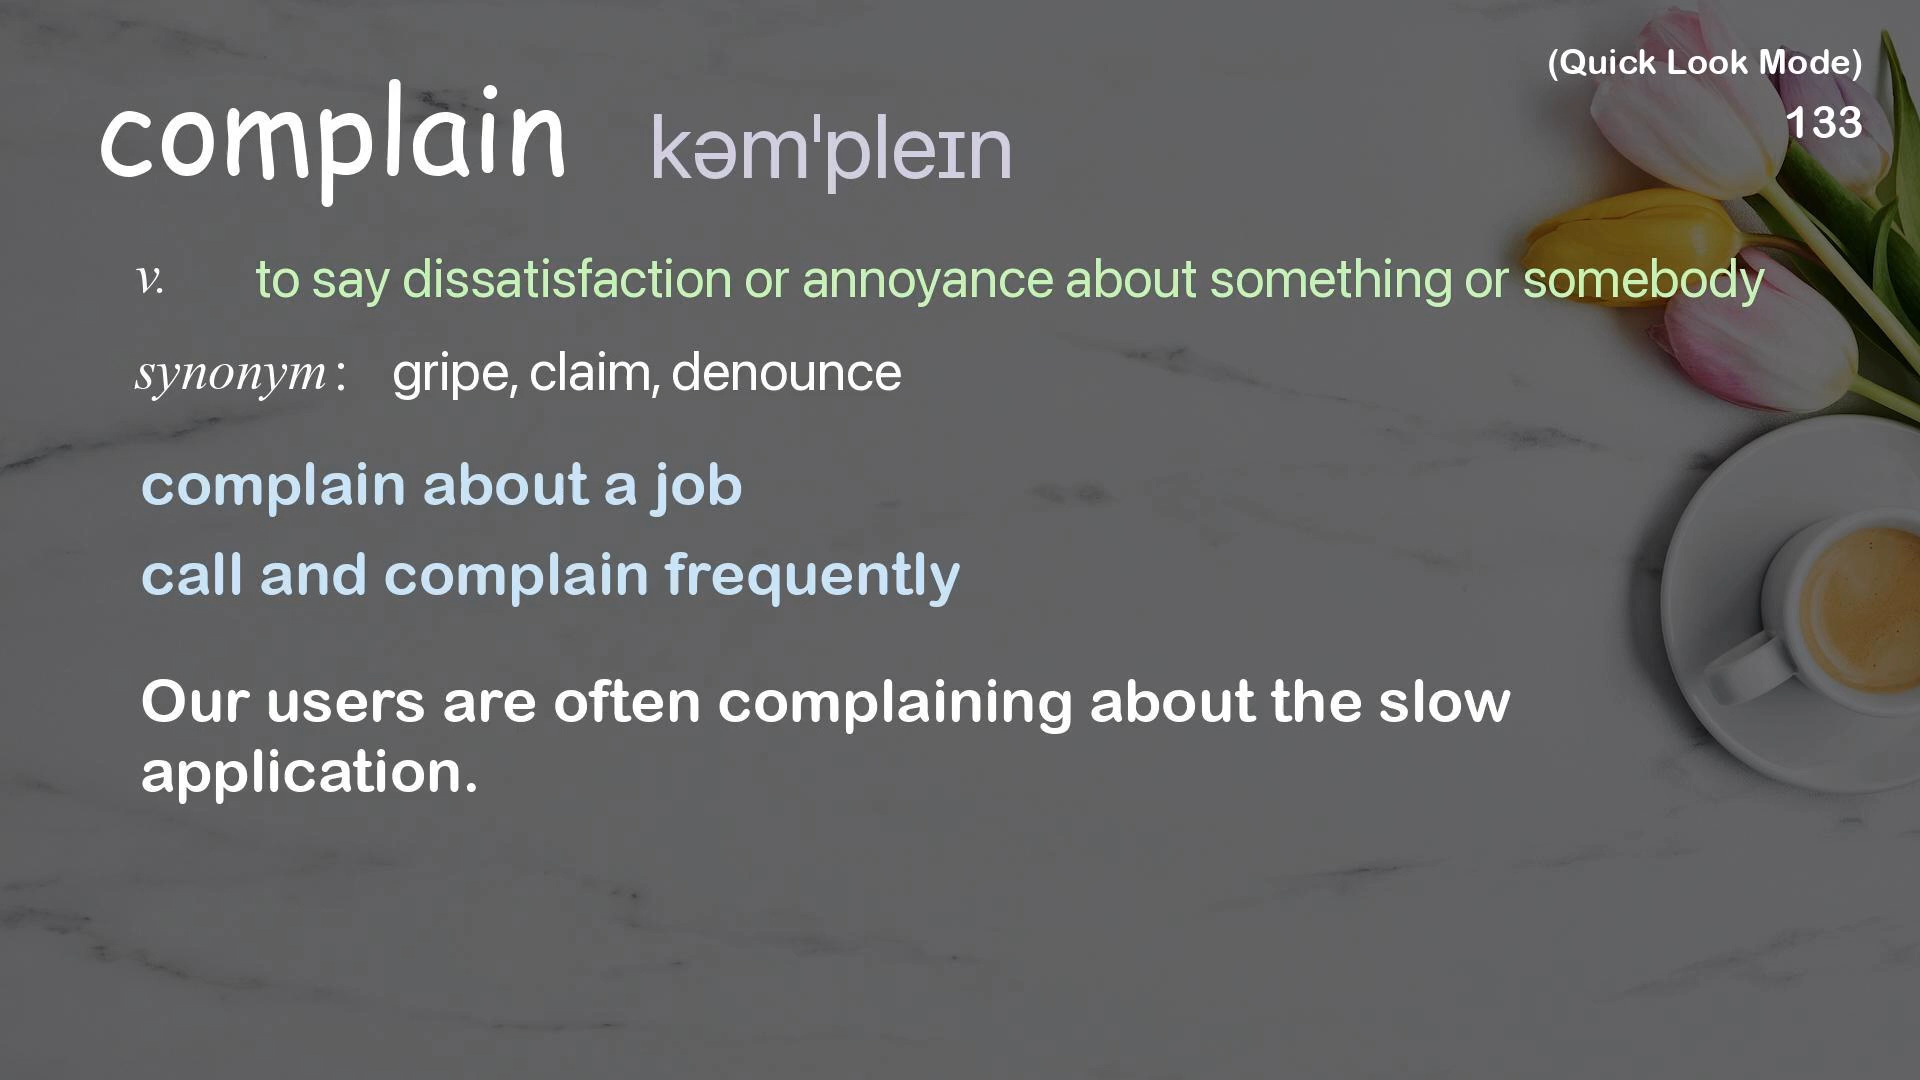 (Quick Look Mode)
133
complain kəmˈpleɪn
v. to say dissatisfaction or annoyance about something or somebody
synonym : gripe, claim, denounce
complain about a job
call and complain frequently
Our users are often complaining about the slow
application.